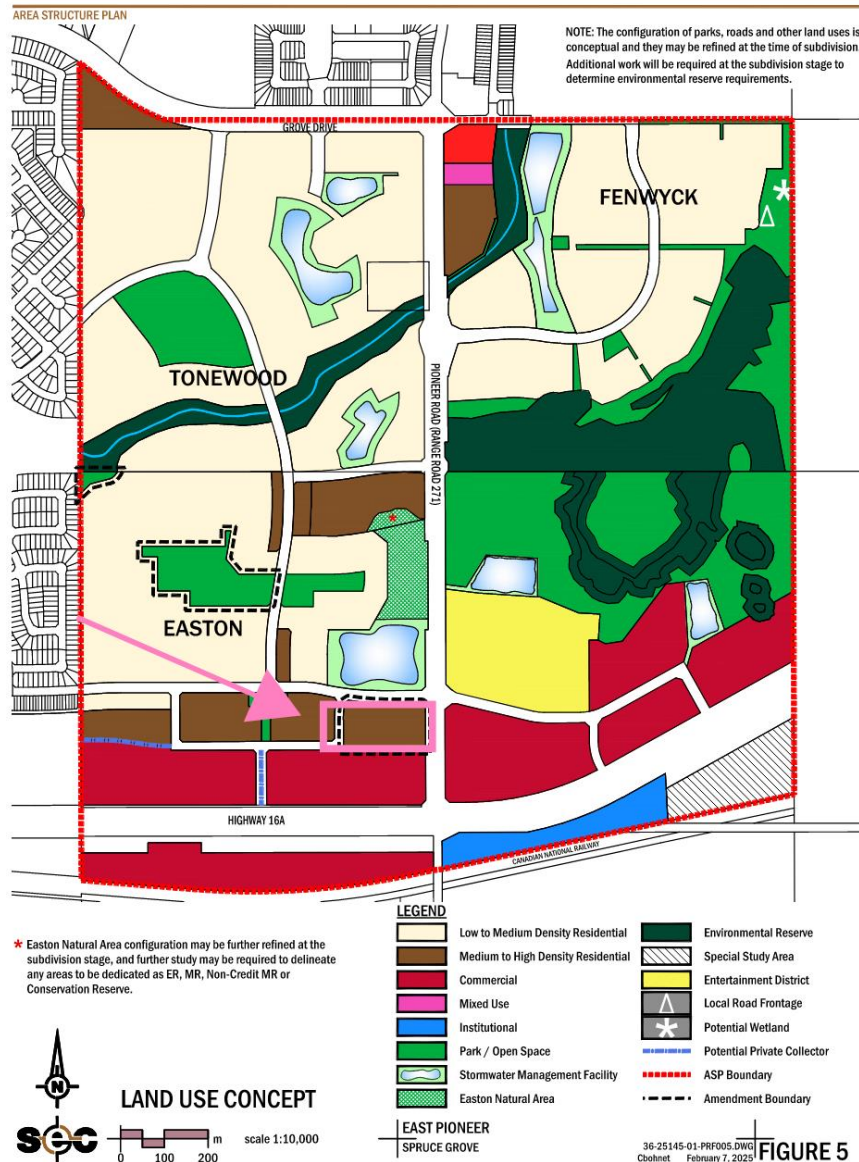 AREA STRUCTURE PLAN
NOTE: The configuration of parks, roads and other land uses is
conceptual and they may be refined at the time of subdivision
Additional work will be required at the subdivision stage to
determine environmental reserve requirements.
GROVE DRIVE
FENWYCK
TONEWOOD
PIONEER ROAD (RANGE ROAD 271)
EASTON
HIGHWAY 16A
CANADIAN NATIONAL RAILWAY
* Easton Natural Area configuration may be further refined at the
subdivision stage, and further study may be required to delineate
any areas to be dedicated as ER, MR, Non-Credit MR or
Conservation Reserve.
LEGEND
Low to Medium Density Residential
Medium to High Density Residential
Commercial
Mixed Use
Institutional
Park / Open Space
Stormwater Management Facility
Easton Natural Area
Environmental Reserve
Special Study Area
Entertainment District
Local Road Frontage
Potential Wetland
Potential Private Collector
ASP Boundary
Amendment Boundary
N
sec
LAND USE CONCEPT
0 100 200 m scale 1:10,000
EAST PIONEER
SPRUCE GROVE
36-25145-01-PRF005.DWG
Cbohnet February 7, 2025
FIGURE 5